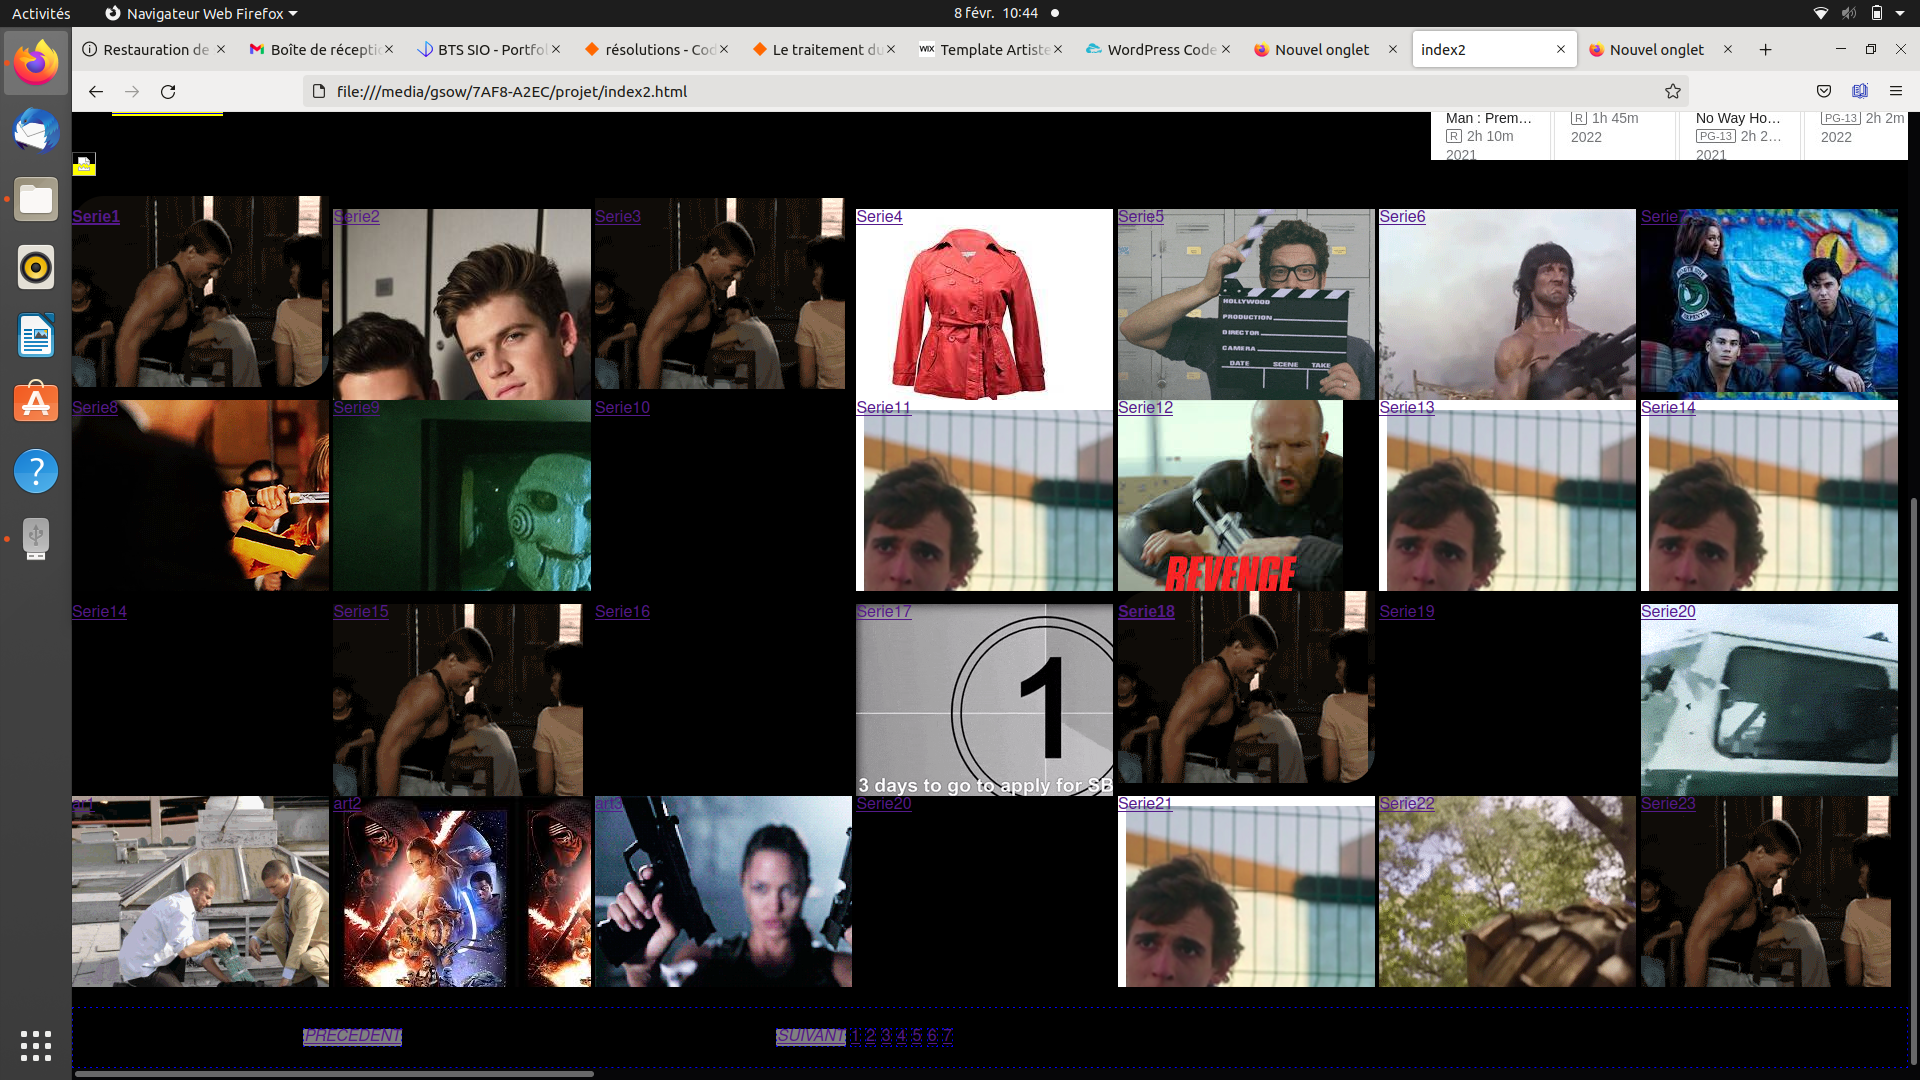 Activités
Navigateur Web Firefox
8 févr. 10:44
Restauration de
Boîte de récepti
BTS SIO - Portfo
résolutions - Cod
Le traitement du
WIX Template Artiste
WordPress Code
Nouvel onglet
index2
Nouvel onglet
file:///media/gsow/7AF8-A2EC/projet/index2.html
Man : Prem…
R 2h 10m
2021
R 1h 45m
2022
No Way Ho…
PG-13 2h 2…
2021
PG-13 2h 2m
2022
Serie1
Serie2
Serie3
Serie4
Serie5
HOLLYWOOD
PRODUCTION
DIRECTOR
CAMERA
DATE SCENE TAKE
Serie6
Serie7
Serie8
Serie9
Serie10
Serie11
Serie12
REVENGE
Serie13
Serie14
Serie14
Serie15
Serie16
Serie17
1
3 days to go to apply for SB
Serie18
Serie19
Serie20
ar1
art2
art3
Serie20
Serie21
Serie22
Serie23
PRECEDENT
SUIVANT 1 2 3 4 5 6 7